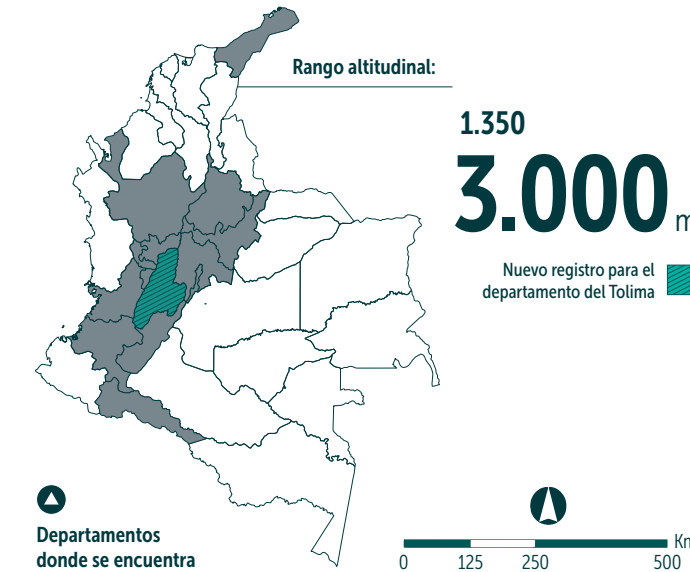 Rango altitudinal:
1.350
3.000 m
Nuevo registro para el
departamento del Tolima
Departamentos
donde se encuentra
Km
0 125 250 500